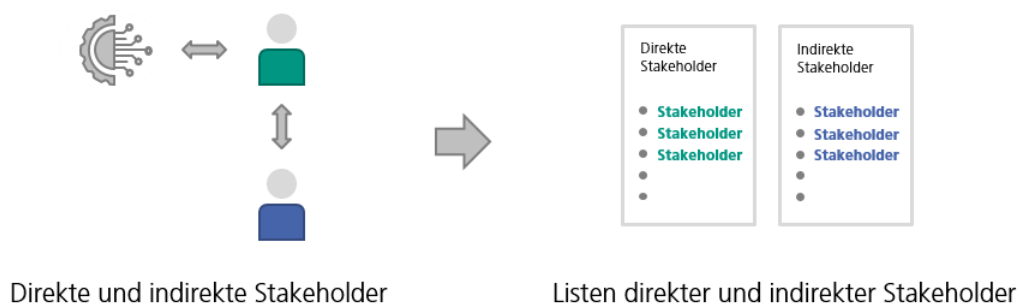 Direkte
Stakeholder
Stakeholder
Stakeholder
Stakeholder
Indirekte
Stakeholder
Stakeholder
Stakeholder
Stakeholder
Direkte und indirekte Stakeholder
Listen direkter und indirekter Stakeholder